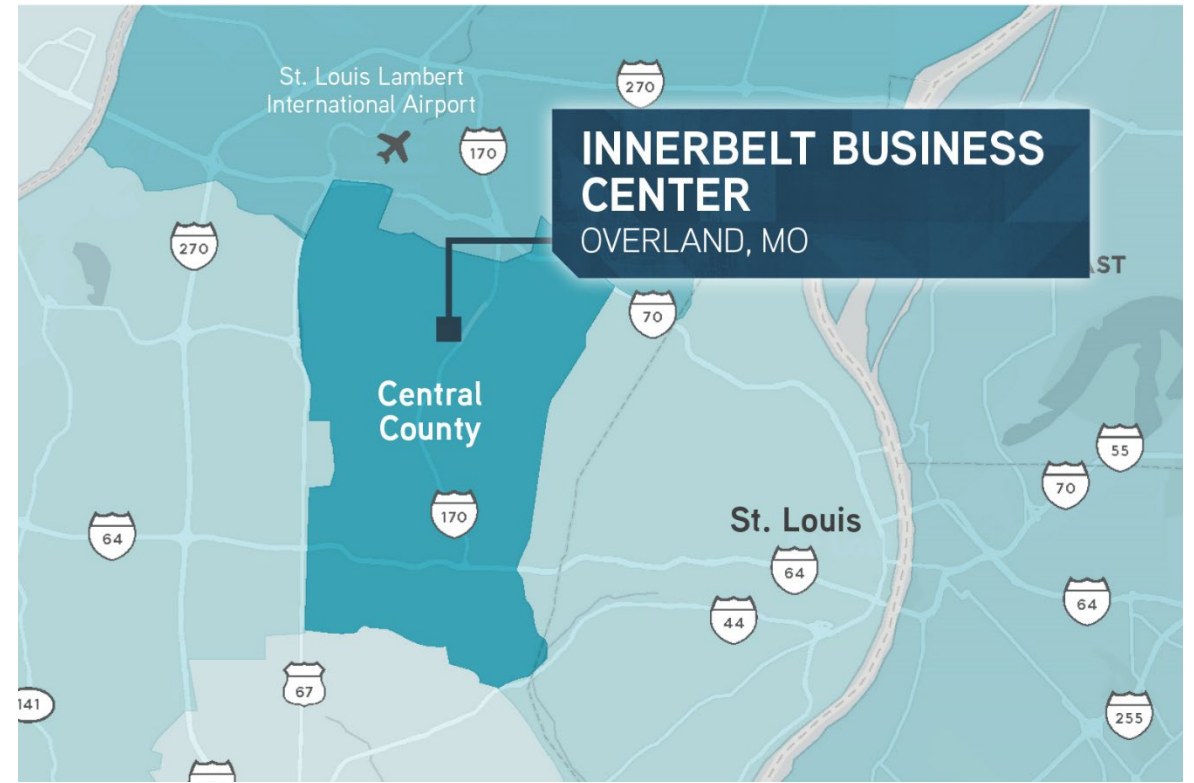 St. Louis Lambert
International Airport
270
170
INNERBELT BUSINESS
CENTER
OVERLAND, MO
270
70
Central
County
55
70
170
St. Louis
64
64
44
64
67
141
255